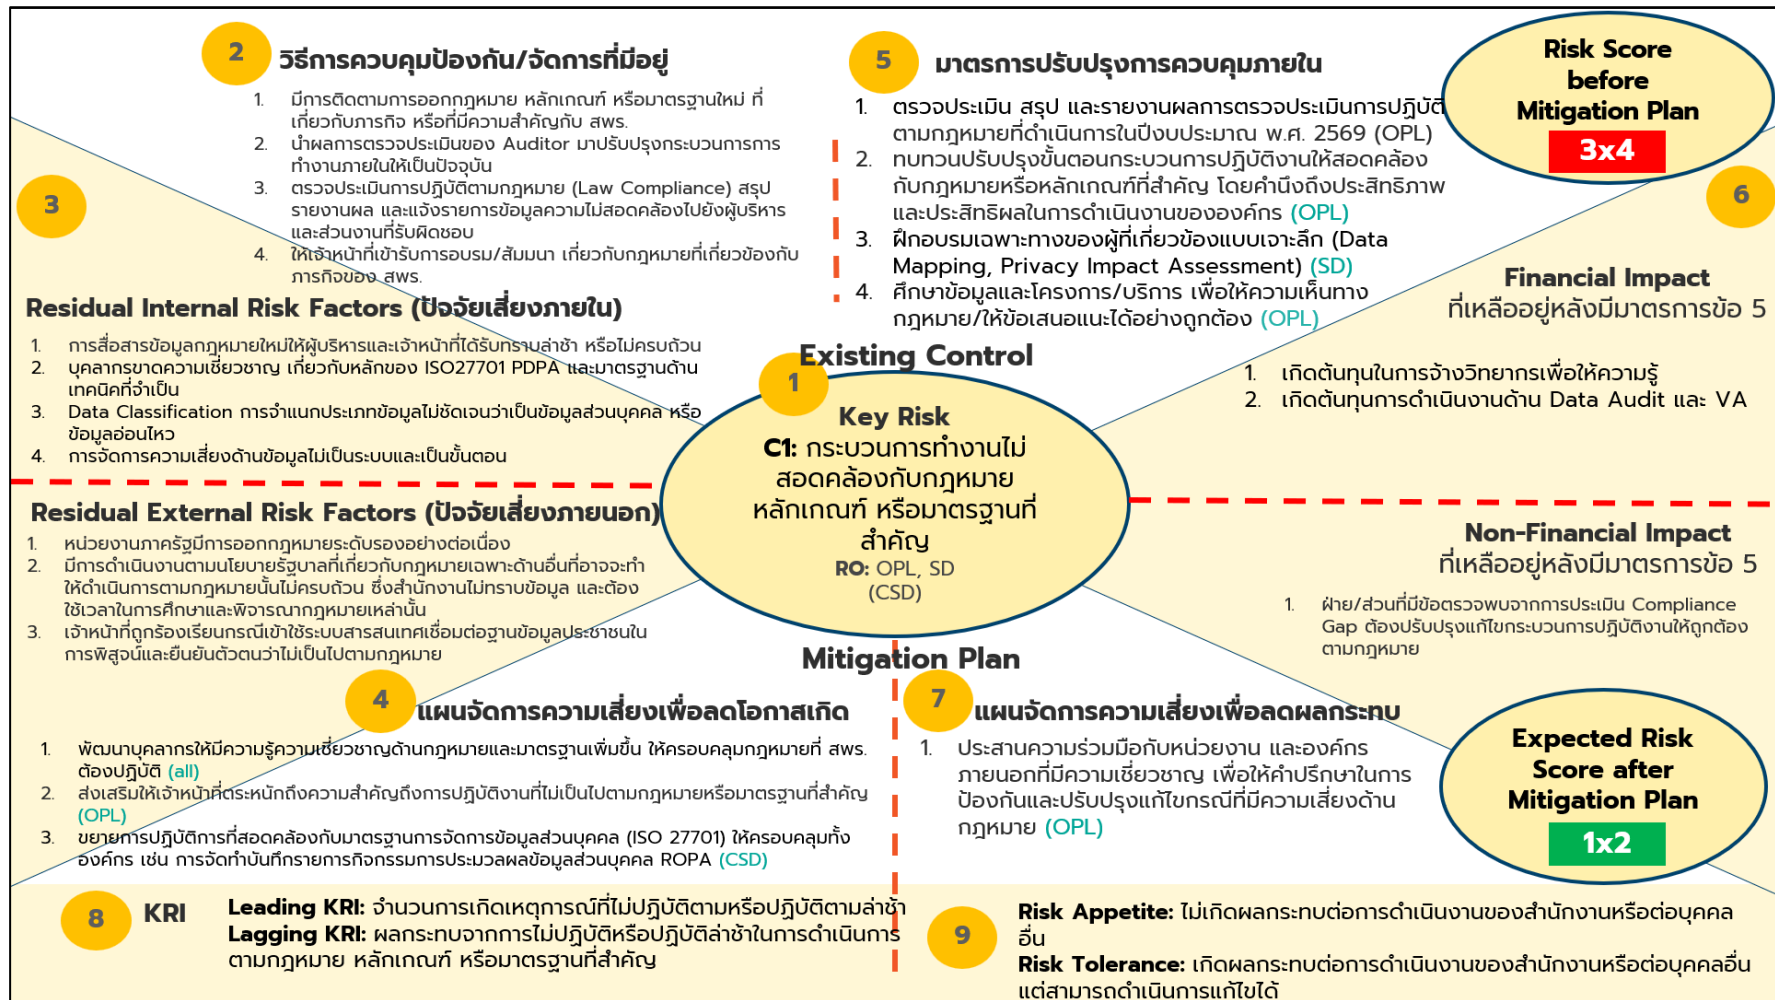 2
วิธีการควบคุมป้องกัน/จัดการที่มีอยู่
1. มีการติดตามการออกกฎหมาย หลักเกณฑ์ หรือมาตรฐานใหม่ ที่
เกี่ยวกับภารกิจ หรือที่มีความสำคัญกับ สพร.
2. นำผลการตรวจประเมินของ Auditor มาปรับปรุงกระบวนการการ
ทำงานภายในให้เป็นปัจจุบัน
3. ตรวจประเมินการปฏิบัติตามกฎหมาย (Law Compliance) สรุป
รายงานผล และแจ้งรายการข้อมูลความไม่สอดคล้องไปยังผู้บริหาร
และส่วนงานที่รับผิดชอบ
4. ให้เจ้าหน้าที่เข้ารับการอบรม/สัมมนา เกี่ยวกับกฎหมายที่เกี่ยวข้องกับ
ภารกิจของ สพร.
5
มาตรการปรับปรุงการควบคุมภายใน
1. ตรวจประเมิน สรุป และรายงานผลการตรวจประเมินการปฏิบัติ
ตามกฎหมายที่ดำเนินการในปีงบประมาณ พ.ศ. 2569 (OPL)
2. ทบทวนปรับปรุงขั้นตอนกระบวนการปฏิบัติงานให้สอดคล้อง
กับกฎหมายหรือหลักเกณฑ์ที่สำคัญ โดยคำนึงถึงประสิทธิภาพ
และประสิทธิผลในการดำเนินงานขององค์กร (OPL)
3. ฝึกอบรมเฉพาะทางของผู้ที่เกี่ยวข้องแบบเจาะลึก (Data
Mapping, Privacy Impact Assessment) (SD)
4. ศึกษาข้อมูลและโครงการ/บริการ เพื่อให้ความเห็นทาง
กฎหมาย/ให้ข้อเสนอแนะได้อย่างถูกต้อง (OPL)
Risk Score
before
Mitigation Plan
3x4
3
Residual Internal Risk Factors (ปัจจัยเสี่ยงภายใน)
1. การสื่อสารข้อมูลกฎหมายใหม่ให้ผู้บริหารและเจ้าหน้าที่ได้รับทราบล่าช้า หรือไม่ครบถ้วน
2. บุคลากรขาดความเชี่ยวชาญ เกี่ยวกับหลักของ ISO27701 PDPA และมาตรฐานด้าน
เทคนิคที่จำเป็น
3. Data Classification การจำแนกประเภทข้อมูลไม่ชัดเจนว่าเป็นข้อมูลส่วนบุคคล หรือ
ข้อมูลอ่อนไหว
4. การจัดการความเสี่ยงด้านข้อมูลไม่เป็นระบบและเป็นขั้นตอน
Residual External Risk Factors (ปัจจัยเสี่ยงภายนอก)
1. หน่วยงานภาครัฐมีการออกกฎหมายระดับรองอย่างต่อเนื่อง
2. มีการดำเนินงานตามนโยบายรัฐบาลที่เกี่ยวกับกฎหมายเฉพาะด้านอื่นที่อาจจะทำ
ให้ดำเนินการตามกฎหมายนั้นไม่ครบถ้วน ซึ่งสำนักงานไม่ทราบข้อมูล และต้อง
ใช้เวลาในการศึกษาและพิจารณากฎหมายเหล่านั้น
3. เจ้าหน้าที่ถูกร้องเรียนกรณีเข้าใช้ระบบสารสนเทศเชื่อมต่อฐานข้อมูลประชาชนใน
การพิสูจน์และยืนยันตัวตนว่าไม่เป็นไปตามกฎหมาย
Existing Control
1
Key Risk
C1: กระบวนการทำงานไม่
สอดคล้องกับกฎหมาย
หลักเกณฑ์ หรือมาตรฐานที่
สำคัญ
RO: OPL, SD
(CSD)
Mitigation Plan
6
Financial Impact
ที่เหลืออยู่หลังมีมาตรการข้อ 5
1. เกิดต้นทุนในการจ้างวิทยากรเพื่อให้ความรู้
2. เกิดต้นทุนการดำเนินงานด้าน Data Audit และ VA
Non-Financial Impact
ที่เหลืออยู่หลังมีมาตรการข้อ 5
1. ฝ่าย/ส่วนที่มีข้อตรวจพบจากการประเมิน Compliance
Gap ต้องปรับปรุงแก้ไขกระบวนการปฏิบัติงานให้ถูกต้อง
ตามกฎหมาย
4
แผนจัดการความเสี่ยงเพื่อลดโอกาสเกิด
1. พัฒนาบุคลากรให้มีความรู้ความเชี่ยวชาญด้านกฎหมายและมาตรฐานเพิ่มขึ้น ให้ครอบคลุมกฎหมายที่ สพร.
ต้องปฏิบัติ (all)
2. ส่งเสริมให้เจ้าหน้าที่ตระหนักถึงความสำคัญถึงการปฏิบัติงานที่ไม่เป็นไปตามกฎหมายหรือมาตรฐานที่สำคัญ
(OPL)
3. ขยายการปฏิบัติการที่สอดคล้องกับมาตรฐานการจัดการข้อมูลส่วนบุคคล (ISO 27701) ให้ครอบคลุมทั้ง
องค์กร เช่น การจัดทำบันทึกรายการกิจกรรมการประมวลผลข้อมูลส่วนบุคคล ROPA (CSD)
7
แผนจัดการความเสี่ยงเพื่อลดผลกระทบ
1. ประสานความร่วมมือกับหน่วยงาน และองค์กร
ภายนอกที่มีความเชี่ยวชาญ เพื่อให้คำปรึกษาในการ
ป้องกันและปรับปรุงแก้ไขกรณีที่มีความเสี่ยงด้าน
กฎหมาย (OPL)
Expected Risk
Score after
Mitigation Plan
1x2
8
KRI
Leading KRI: จำนวนการเกิดเหตุการณ์ที่ไม่ปฏิบัติตามหรือปฏิบัติตามล่าช้า
Lagging KRI: ผลกระทบจากการไม่ปฏิบัติหรือปฏิบัติล่าช้าในการดำเนินการ
ตามกฎหมาย หลักเกณฑ์ หรือมาตรฐานที่สำคัญ
9
Risk Appetite: ไม่เกิดผลกระทบต่อการดำเนินงานของสำนักงานหรือต่อบุคคล
อื่น
Risk Tolerance: เกิดผลกระทบต่อการดำเนินงานของสำนักงานหรือต่อบุคคลอื่น
แต่สามารถดำเนินการแก้ไขได้